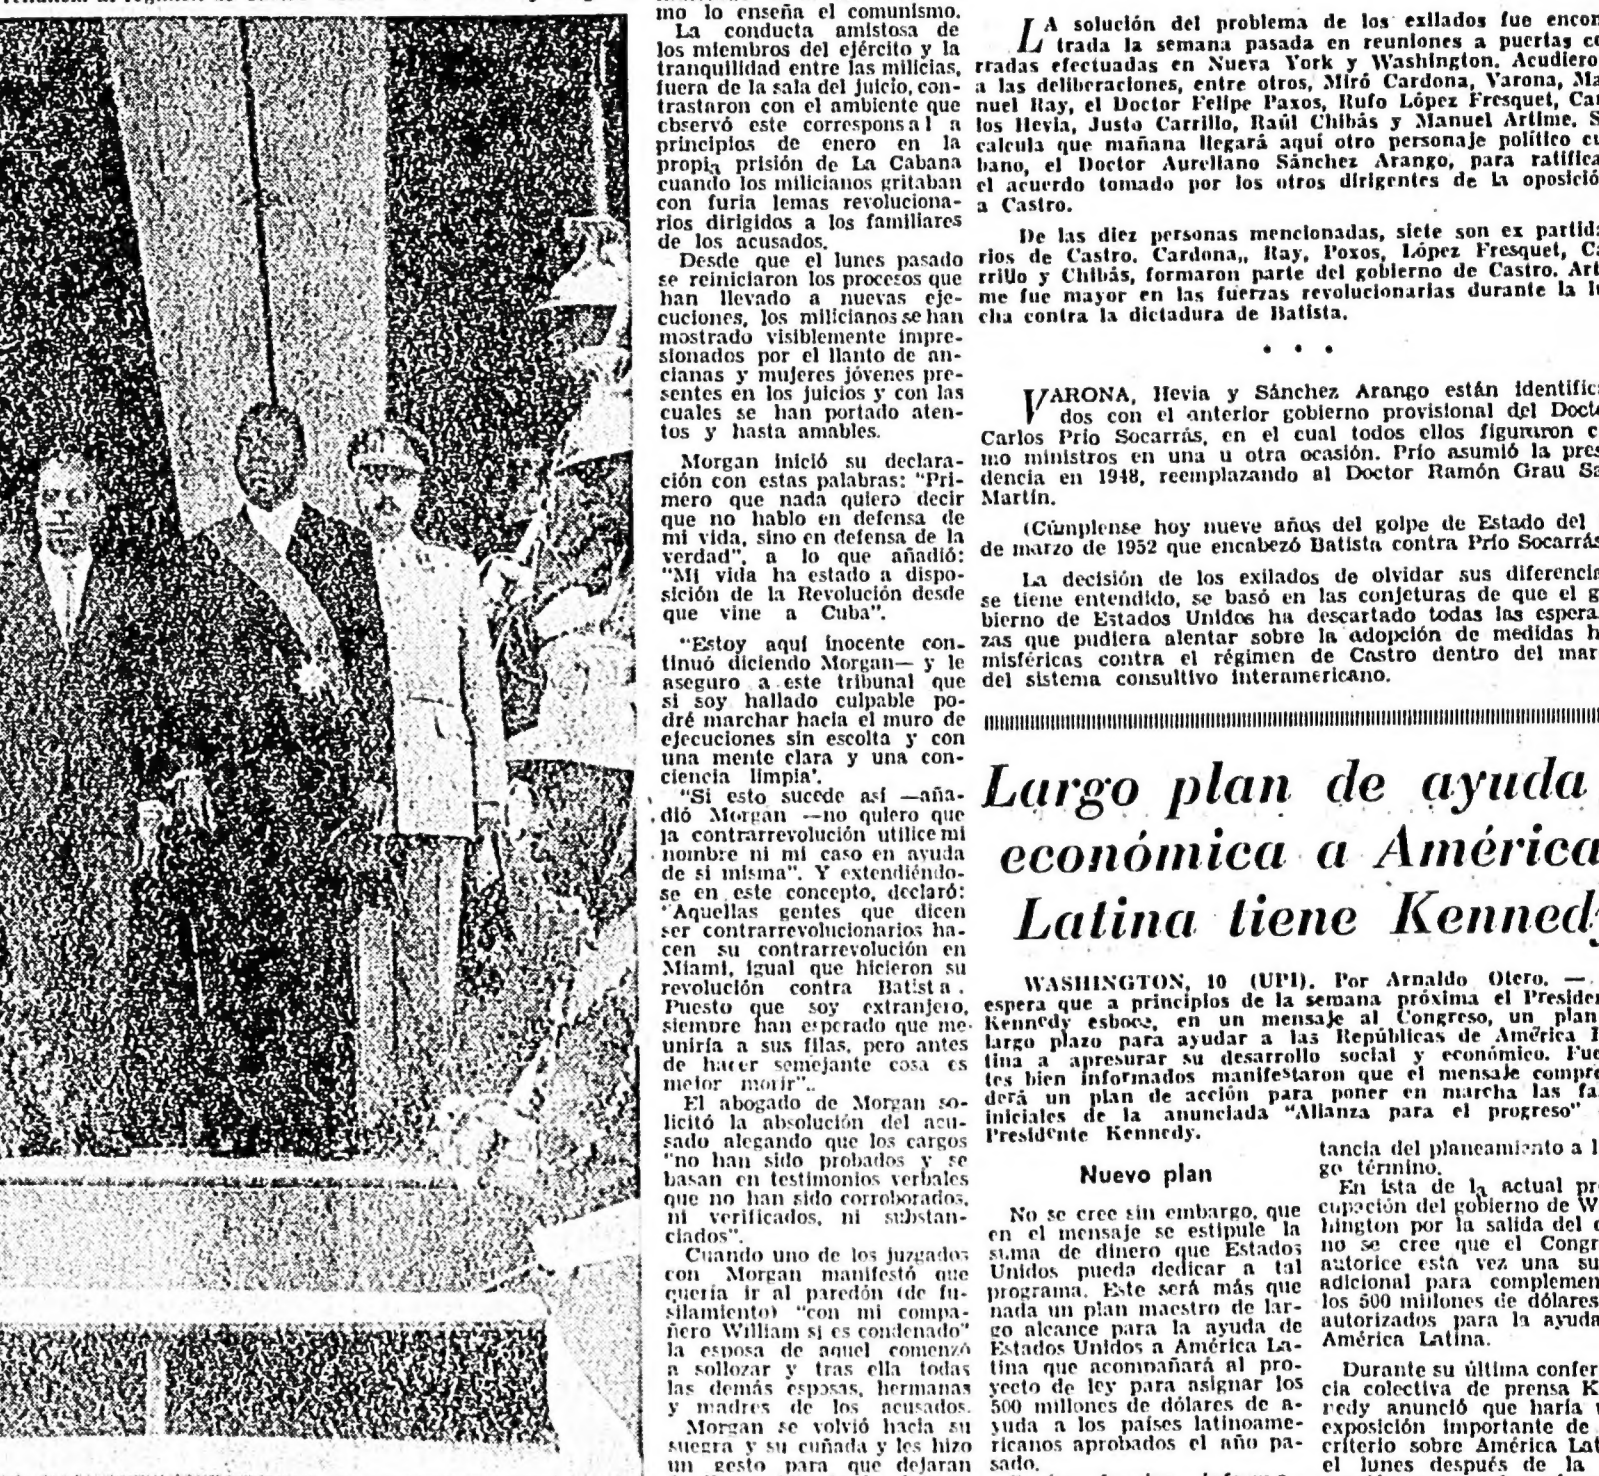 mo lo enseña el comunismo.
La conducta amistosa de
los miembros del ejército y la
tranquilidad entre las milicias,
fuera de la sala del juicio, con-
trastaron con el ambiente que
observó este corresponsal a
principios de enero en la
propia prisión de La Cabana
cuando los milicianos gritaban
con furia lemas revoluciona-
rios dirigidos a los familiares
de los acusados.
Desde que el lunes pasado
se reiniciaron los procesos que
han llevado a nuevas eje-
cuciones, los milicianos se han
mostrado visiblemente impre-
sionados por el llanto de an-
cianas y mujeres jóvenes pre-
sentes en los juicios y con las
cuales se han portado aten-
tos y hasta amables.
Morgan inició su declara-
ción con estas palabras: "Pri-
mero que nada quiero decir
que no hablo en defensa de
mi vida, sino en defensa de la
verdad", a lo que añadió:
"Mi vida ha estado a dispo-
sición de la Revolución desde
que vine a Cuba".
"Estoy aquí inocente con-
tinuó diciendo Morgan— y le
aseguro a este tribunal que
si soy hallado culpable po-
dré marchar hacia el muro de
ejecuciones sin escolta y con
una mente clara y una con-
ciencia limpia'.
"Si esto sucede así —aña-
dió Morgan —no quiero que
la contrarrevolución utilice mi
nombre ni mi caso en ayuda
de si misma". Y extendiéndo-
se en este concepto, declaró:
"Aquellas gentes que dicen
ser contrarrevolucionarios ha-
cen su contrarrevolución en
Miami, igual que hicieron su
revolución contra Batista.
Puesto que soy extranjero,
siempre han esperado que me
uniría a sus filas, pero antes
de hacer semejante cosa es
mejor morir"..
El abogado de Morgan so-
licitó la absolución del acu-
sado alegando que los cargos
"no han sido probados y se
basan en testimonios verbales
que no han sido corroborados,
ni verificados, ni substan-
ciados".
Cuando uno de los juzgados
con Morgan manifestó que
quería ir al paredón (de fu-
silamiento) "con mi compa-
ñero William si es condenado"
la esposa de aquel comenzó
a sollozar y tras ella todas
las demás esposas, hermanas
y madres de los acusados.
Morgan se volvió hacia su
suegra y su cuñada y les hizo
un gesto para que dejaran
LA solución del problema de los exilados fue encon
trada la semana pasada en reuniones a puertas ce
rradas efectuadas en Nueva York y Washington. Acudiero
a las deliberaciones, entre otros, Miró Cardona, Varona, Ma
nuel Ray, el Doctor Felipe Paxos, Rufo López Fresquet, Car
los Hevia, Justo Carrillo, Raúl Chibás y Manuel Artime. S
calcula que mañana llegará aquí otro personaje político cu
bano, el Doctor Aureliano Sánchez Arango, para ratifica
el acuerdo tomado por los otros dirigentes de la oposició
a Castro.
De las diez personas mencionadas, siete son ex partida
rios de Castro. Cardona,, Ray, Poxos, López Fresquet, Ca
rrillo y Chibás, formaron parte del gobierno de Castro. Art
me fue mayor en las fuerzas revolucionarias durante la lu
cha contra la dictadura de Batista.
• • •
VARONA, Hevia y Sánchez Arango están identifica
dos con el anterior gobierno provisional del Docto
Carlos Prio Socarrás, en el cual todos ellos figuraron c
mo ministros en una u otra ocasión. Prío asumió la pres
dencia en 1948, reemplazando al Doctor Ramón Grau Sa
Martín.
(Cúmplense hoy nueve años del golpe de Estado del
de marzo de 1952 que encabezó Batista contra Prío Socarrás
La decisión de los exilados de olvidar sus diferencia
se tiene entendido, se basó en las conjeturas de que el g
bierno de Estados Unidos ha descartado todas las espera
zas que pudiera alentar sobre la adopción de medidas h
misféricas contra el régimen de Castro dentro del mar
del sistema consultivo interamericano.
Largo plan de ayuda
económica a América
Latina tiene Kennedy
WASHINGTON, 10 (UPI). Por Arnaldo Otero. —
espera que a principios de la semana próxima el Presiden
Kennedy esboce, en un mensaje al Congreso, un plan
largo plazo para ayudar a las Repúblicas de América L
tina a apresurar su desarrollo social y económico. Fue
tes bien informados manifestaron que el mensaje compre
derá un plan de acción para poner en marcha las fa
iniciales de la anunciada "Alianza para el progreso"
Presidente Kennedy.
Nuevo plan
No se cree sin embargo, que
en el mensaje se estipule la
suma de dinero que Estados
Unidos pueda dedicar a tal
programa. Este será más que
nada un plan maestro de lar-
go alcance para la ayuda de
Estados Unidos a América La-
tina que acompañará al pro-
yecto de ley para asignar los
500 millones de dólares de a-
yuda a los países latinoame-
ricanos aprobados el año pa-
sado.
tancia del planeamiento a l
go término.
En ista de la actual pre
cupación del gobierno de W
hington por la salida del
no se cree que el Congr
autorice esta vez una su
adicional para complemen
los 500 millones de dólares
autorizados para la ayuda
América Latina.
Durante su última confer
cia colectiva de prensa K
nedy anunció que haría
exposición importante de
criterio sobre América Lat
el lunes después de la